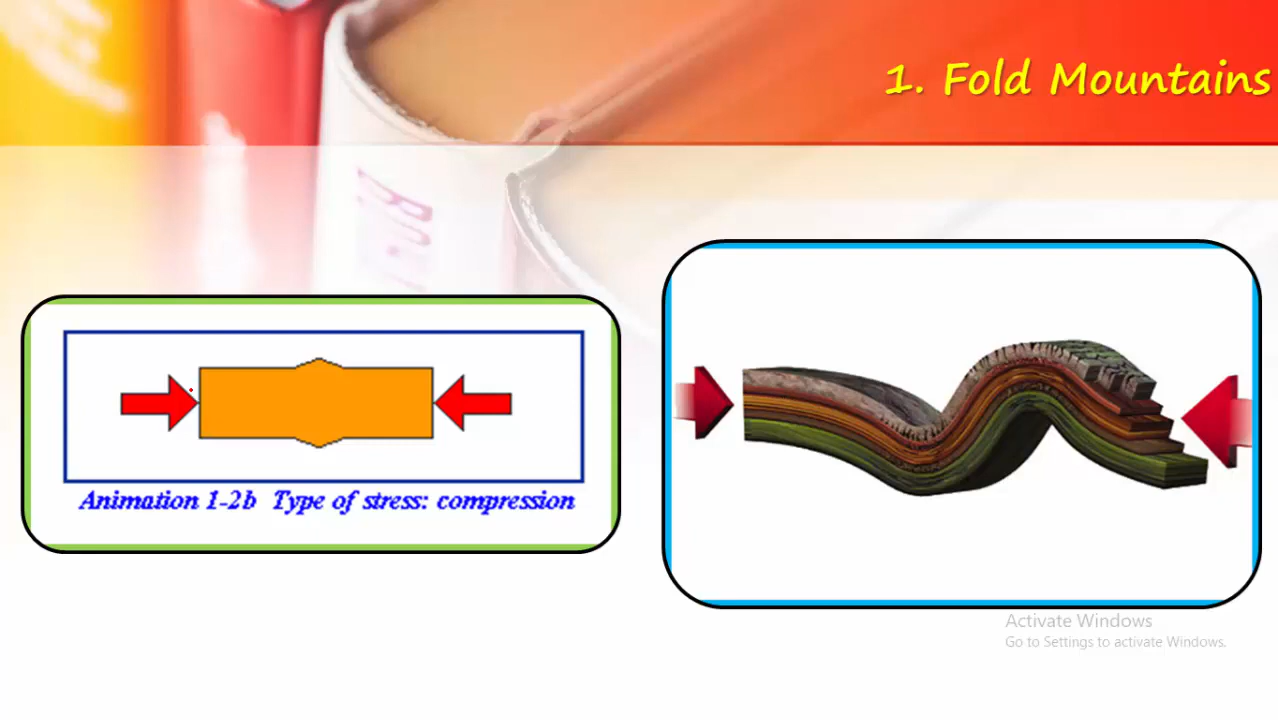 1. Fold Mountains
Animation 1-2b Type of stress: compression
Activate Windows
Go to Settings to activate Windows.